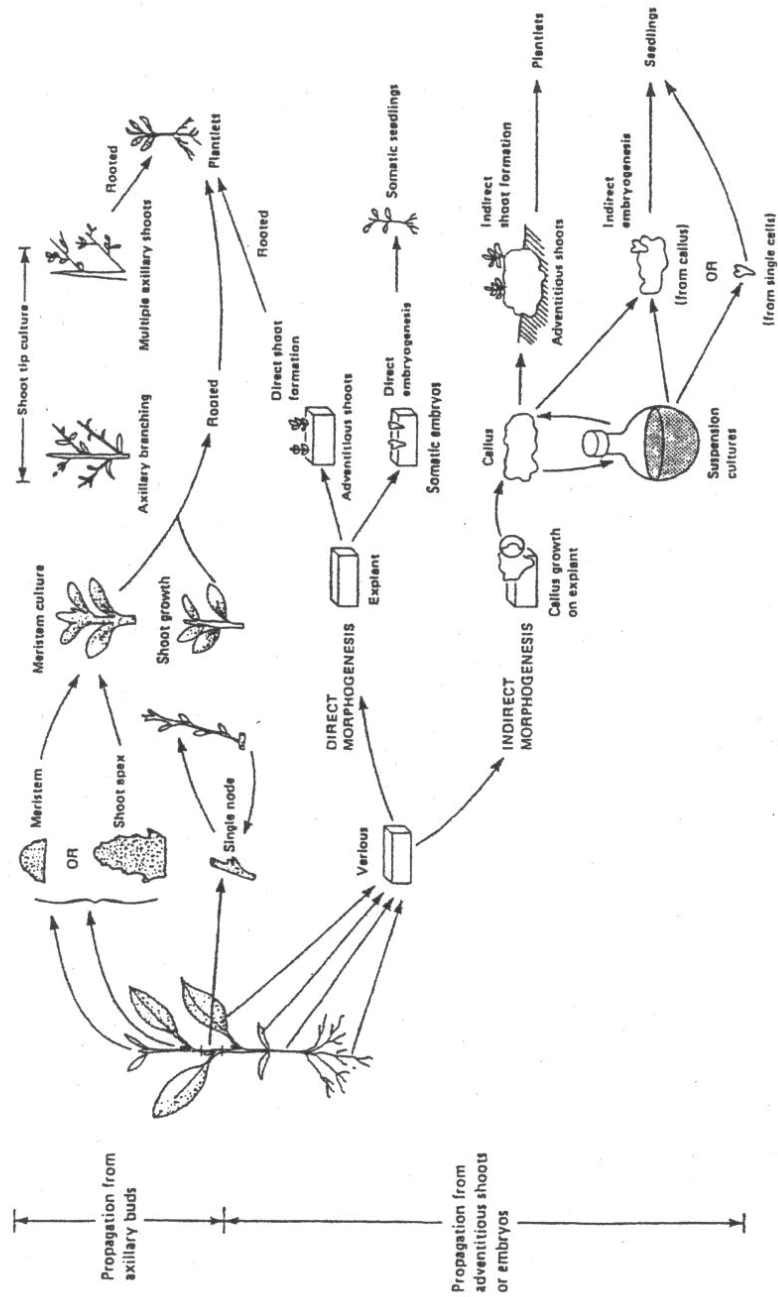 Propagation from
axillary buds
Propagation from
adventitious shoots
or embryos
Meristem
OR
Shoot apex
Single node
Various
Meristem culture
Shoot growth
DIRECT
MORPHOGENESIS
INDIRECT
MORPHOGENESIS
Shoot tip culture
Axillary branching
Multiple axillary shoots
Rooted
Rooted
Plantlets
Explant
Direct shoot
formation
Adventitious shoots
Rooted
Direct
embryogenesis
Somatic embryos
Somatic seedlings
Callus growth
on explant
Callus
Suspension
cultures
Indirect
shoot formation
Adventitious shoots
Plantlets
Indirect
embryogenesis
(from callus)
OR
(from single cells)
Seedlings